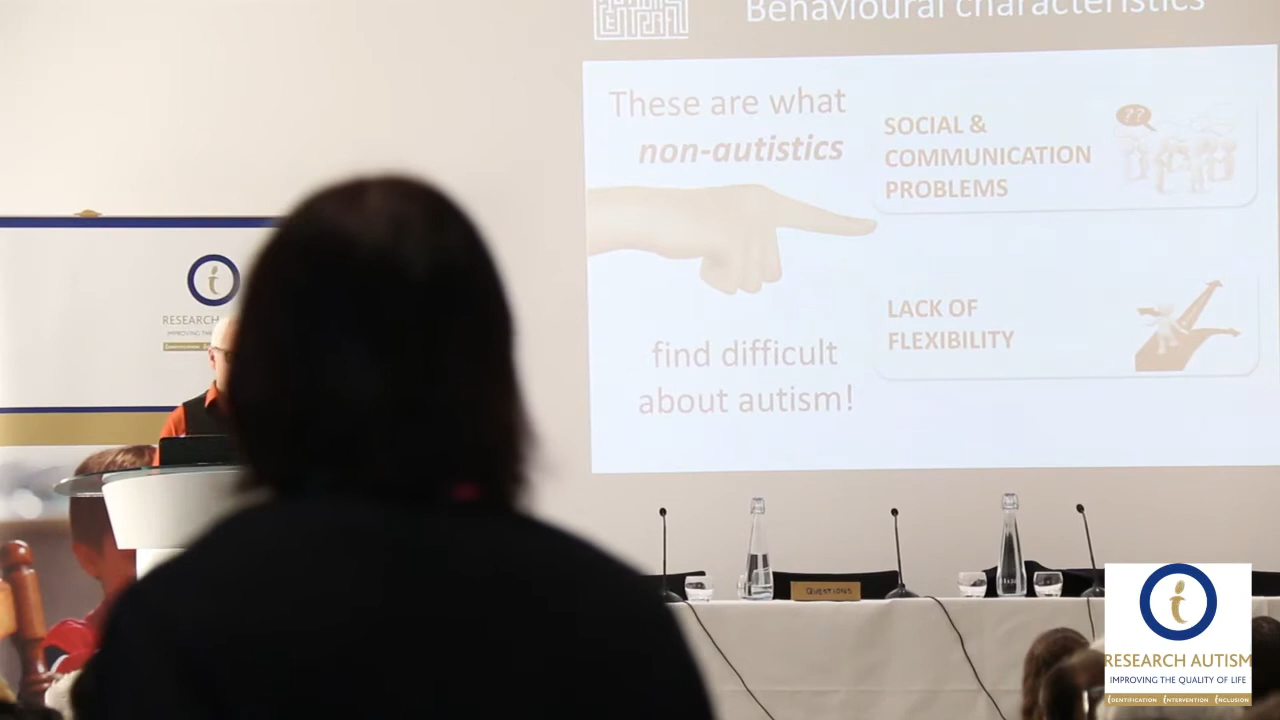 Behavioural characteristics
These are what
non-autistics
find difficult
about autism!
SOCIAL &
COMMUNICATION
PROBLEMS
??
LACK OF
FLEXIBILITY
i
RESEARCH
QUESTIONS
i
RESEARCH AUTISM
IMPROVING THE QUALITY OF LIFE
IDENTIFICATION INTERVENTION INCLUSION